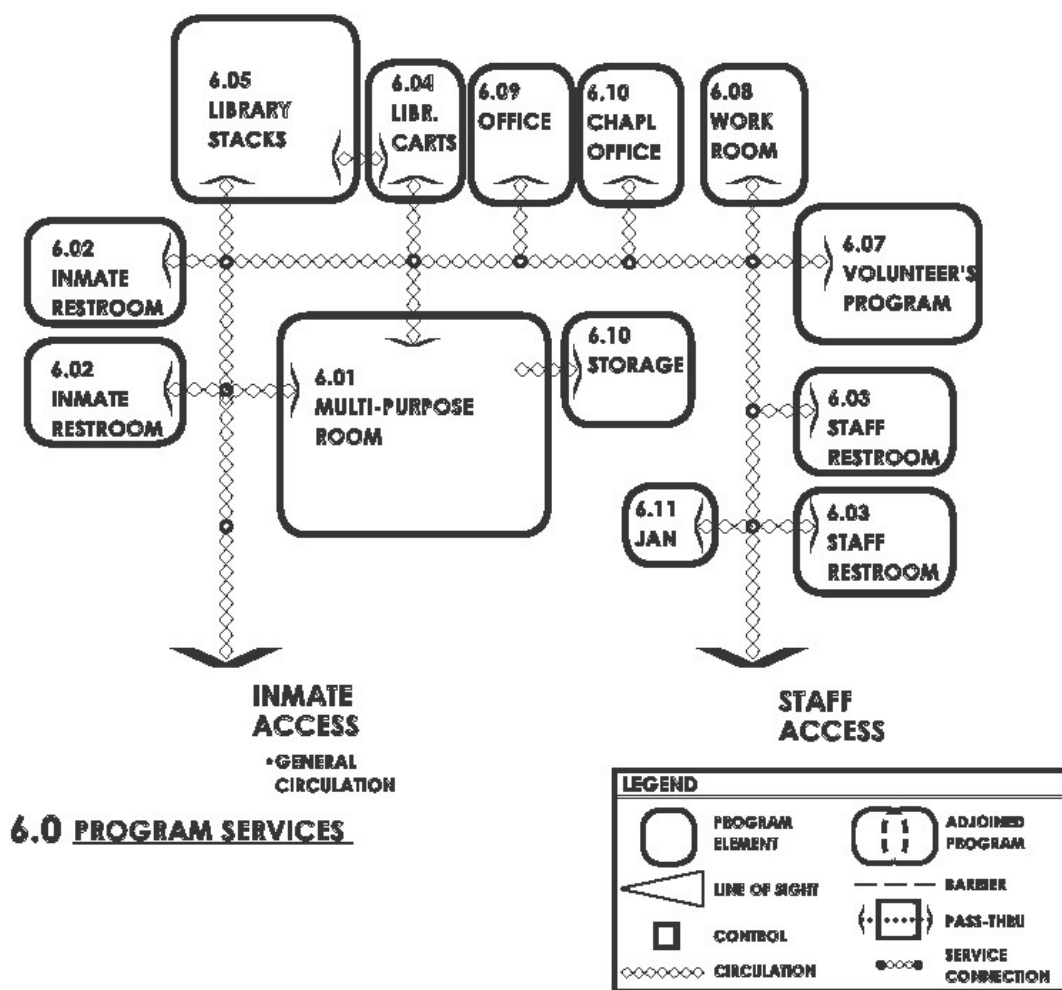 6.05
LIBRARY
STACKS
6.04
LIBR.
CARTS
6.09
OFFICE
6.10
CHAPL
OFFICE
6.08
WORK
ROOM
6.02
INMATE
RESTROOM
6.07
VOLUNTEER'S
PROGRAM
6.02
INMATE
RESTROOM
6.01
MULTI-PURPOSE
ROOM
6.10
STORAGE
6.03
STAFF
RESTROOM
6.11
JAN
6.03
STAFF
RESTROOM
INMATE
ACCESS
•GENERAL
CIRCULATION
STAFF
ACCESS
6.0 PROGRAM SERVICES
LEGEND
PROGRAM
ELEMENT
ADJOINED
PROGRAM
LINE OF SIGHT
BARRIER
CONTROL
PASS-THRU
CIRCULATION
SERVICE
CONNECTION